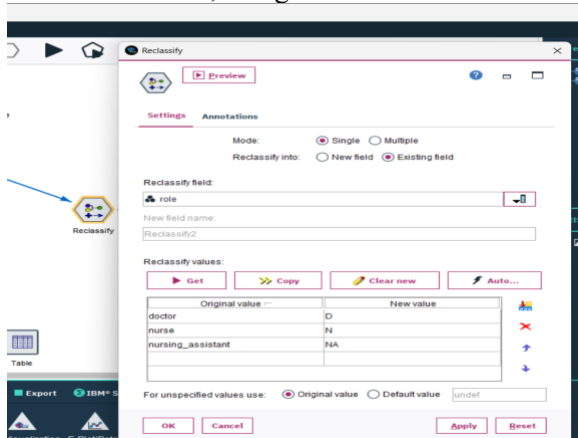 Reclassify
Preview
Settings Annotations
Mode: Single Multiple
Reclassify into: New field Existing field
Reclassify field:
role
New field name:
Reclassify2
Reclassify
Reclassify values:
Get Copy Clear new Auto...
Original value New value
doctor D
nurse N
nursing_assistant NA
Table
For unspecified values use: Original value Default value undef
Export IBM® S
OK Cancel Apply Reset